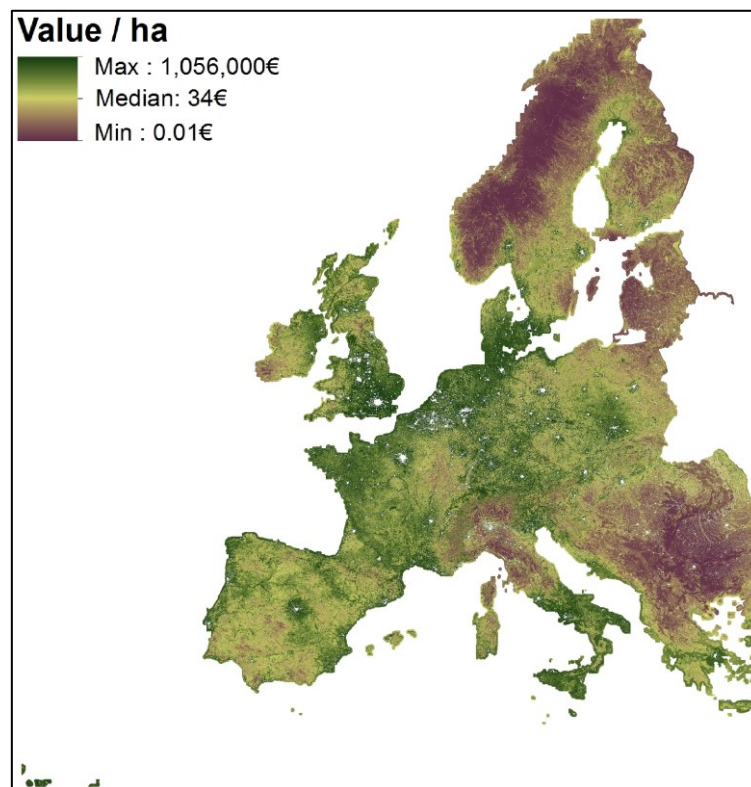 Value / ha
Max : 1,056,000€
Median: 34€
Min : 0.01€